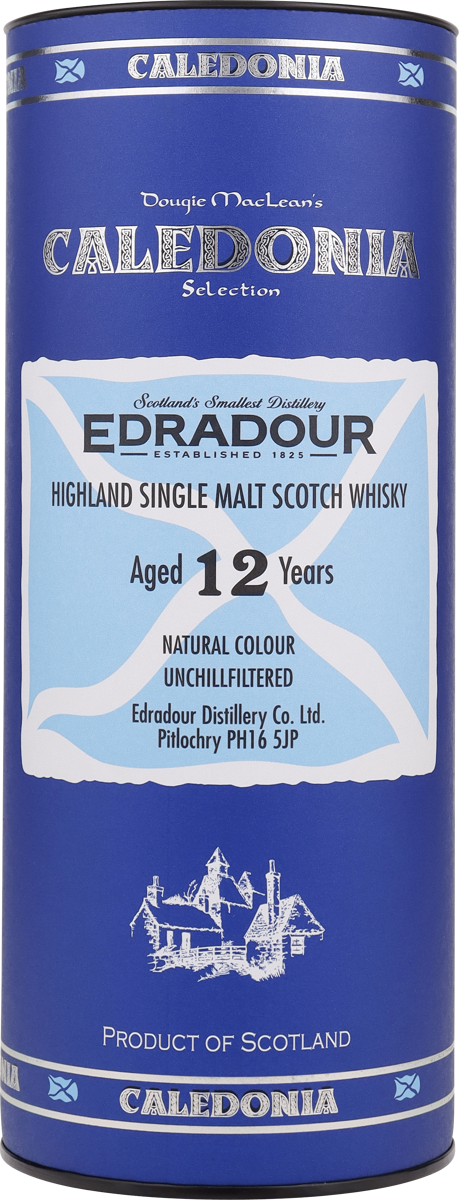 CALEDONIA
Dougie MacLean's
CALEDONIA
Selection
Scotland's Smallest Distillery
EDRADOUR
ESTABLISHED 1825
HIGHLAND SINGLE MALT SCOTCH WHISKY
Aged 12 Years
NATURAL COLOUR
UNCHILLFILTERED
Edradour Distillery Co. Ltd.
Pitlochry PH16 5JP
PRODUCT OF SCOTLAND
CALEDONIA